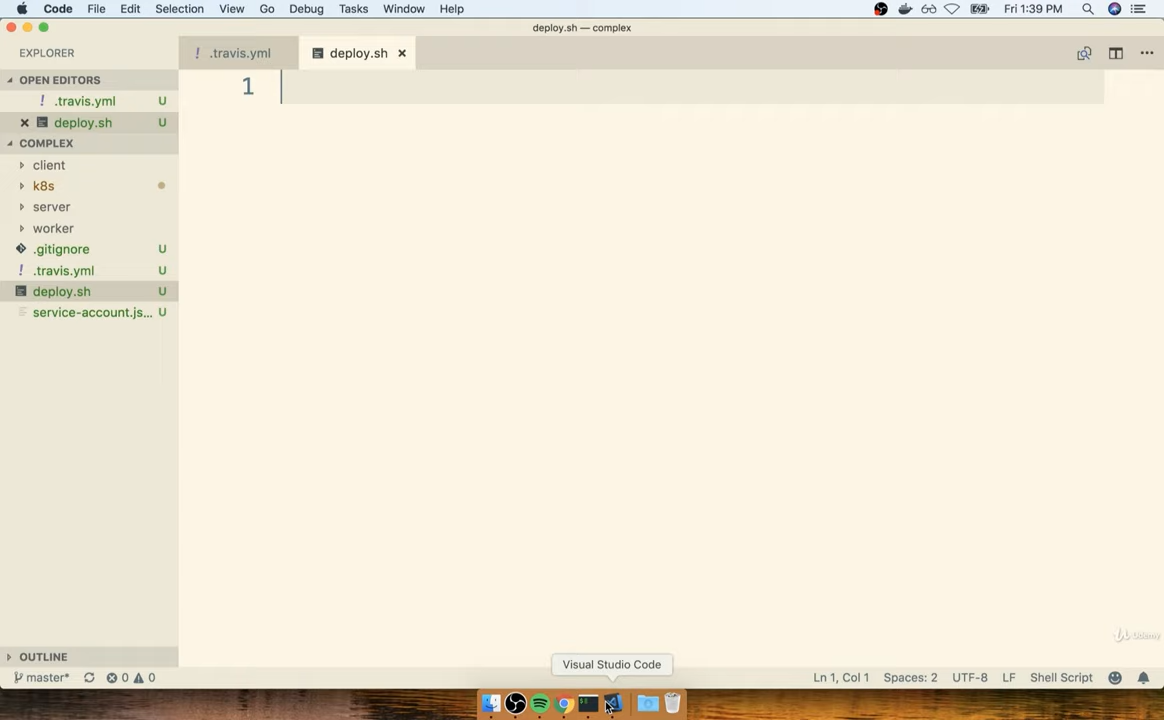 Code File Edit Selection View Go Debug Tasks Window Help Fri 1:39 PM
deploy.sh — complex
EXPLORER ! .travis.yml deploy.sh ×
OPEN EDITORS
! .travis.yml U
× deploy.sh U
COMPLEX
client
k8s
server
worker
.gitignore U
! .travis.yml U
deploy.sh U
service-account.js... U
1
Udemy
OUTLINE
Visual Studio Code
master* 0 0 Ln 1, Col 1 Spaces: 2 UTF-8 LF Shell Script